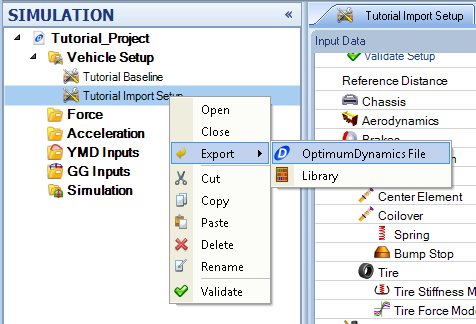 SIMULATION «
Tutorial_Project
Vehicle Setup
Tutorial Baseline
Tutorial Import Setup
Force
Acceleration
YMD Inputs
GG Inputs
Simulation
Open
Close
Export
Cut
Copy
Paste
Delete
Rename
Validate
OptimumDynamics File
Library
Tutorial Import Setup
Input Data
Validate Setup
Reference Distance
Chassis
Aerodynamics
Brakes
Center Element
Coilover
Spring
Bump Stop
Tire
Tire Stiffness M
Tire Force Mod